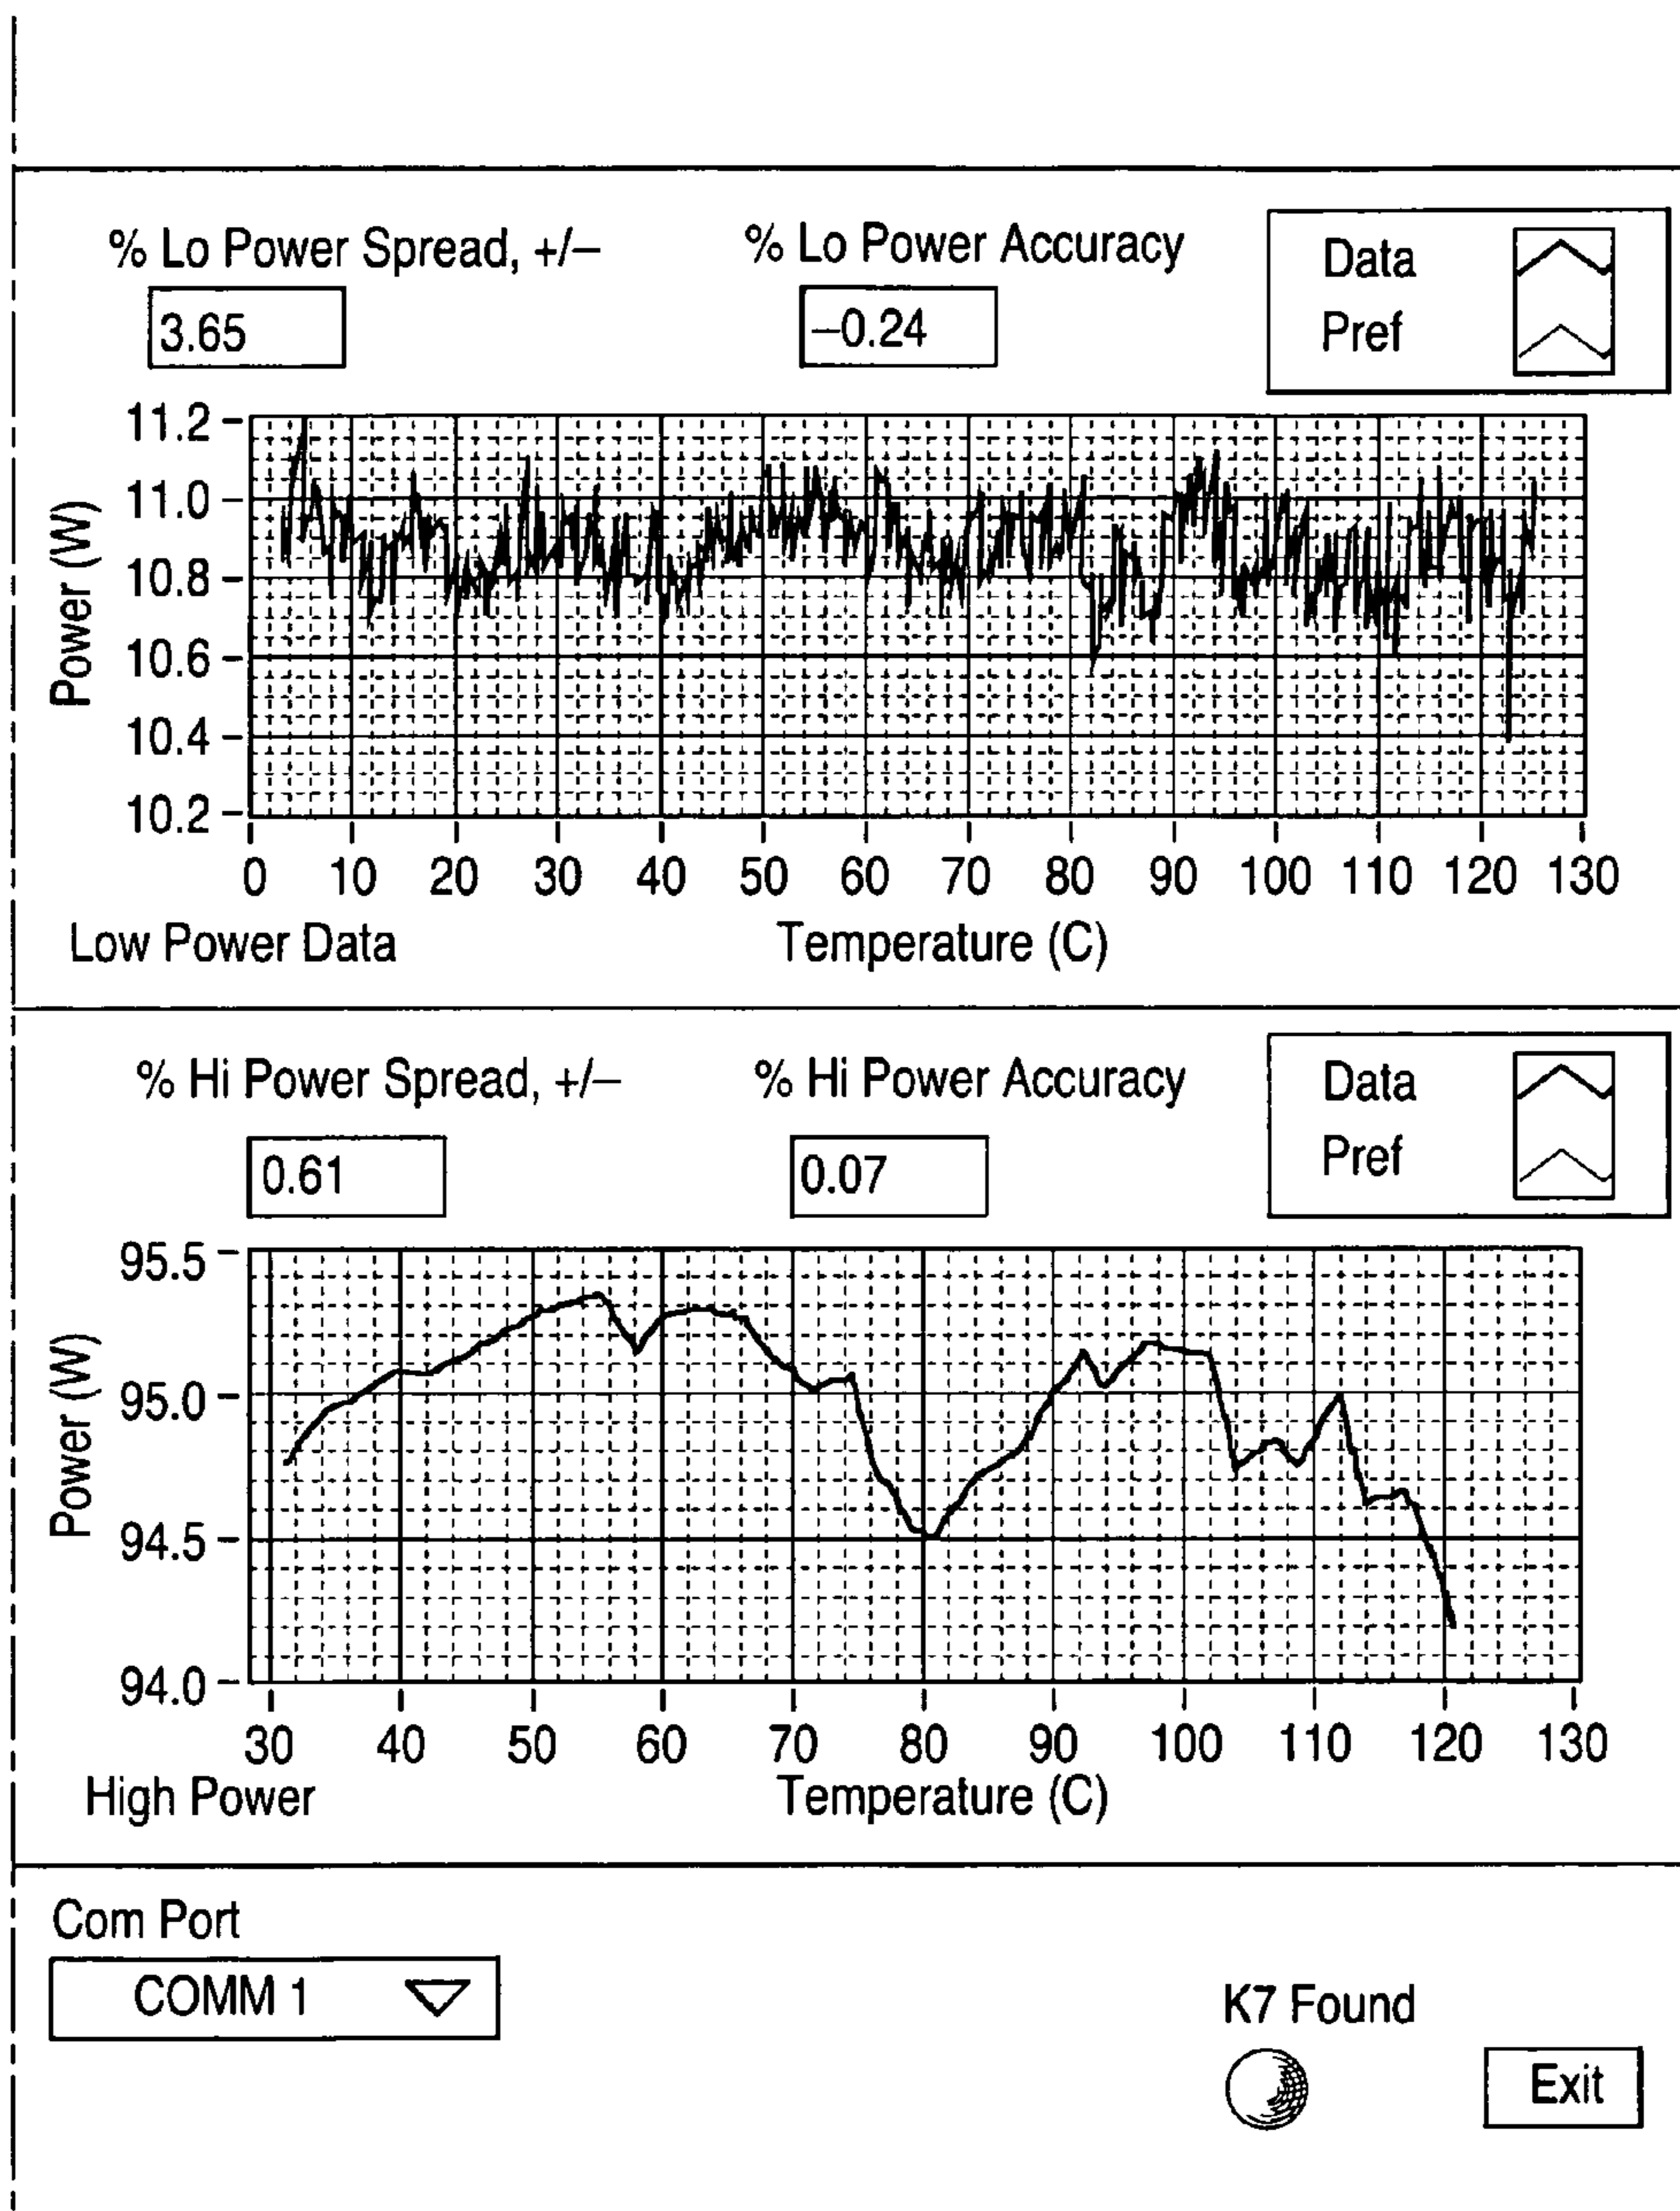 % Lo Power Spread, +/–
% Lo Power Accuracy
3.65
–0.24
Data
Pref
11.2
11.0
10.8
10.6
10.4
10.2
Power (W)
0 10 20 30 40 50 60 70 80 90 100 110 120 130
Low Power Data
Temperature (C)
% Hi Power Spread, +/–
% Hi Power Accuracy
0.61
0.07
Data
Pref
95.5
95.0
94.5
94.0
Power (W)
30 40 50 60 70 80 90 100 110 120 130
High Power
Temperature (C)
Com Port
COMM 1
K7 Found
Exit